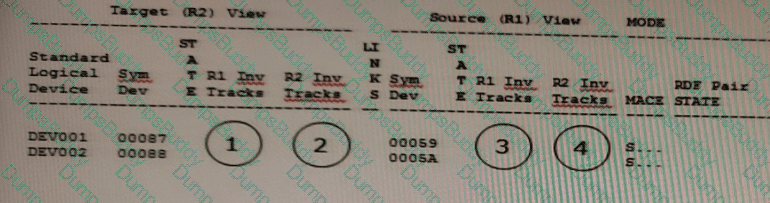 Target (R2) View Source (R1) View MODE
ST LI ST
Standard A N A
Logical Sym T R1 Inv R2 Inv K Sym T R1 Inv R2 Inv RDF Pair
Device Dev E Tracks Tracks S Dev E Tracks Tracks MACE STATE
DEV001 00087 1 2 00059 3 4 S...
DEV002 00088 0005A S...
DumpsBuddy